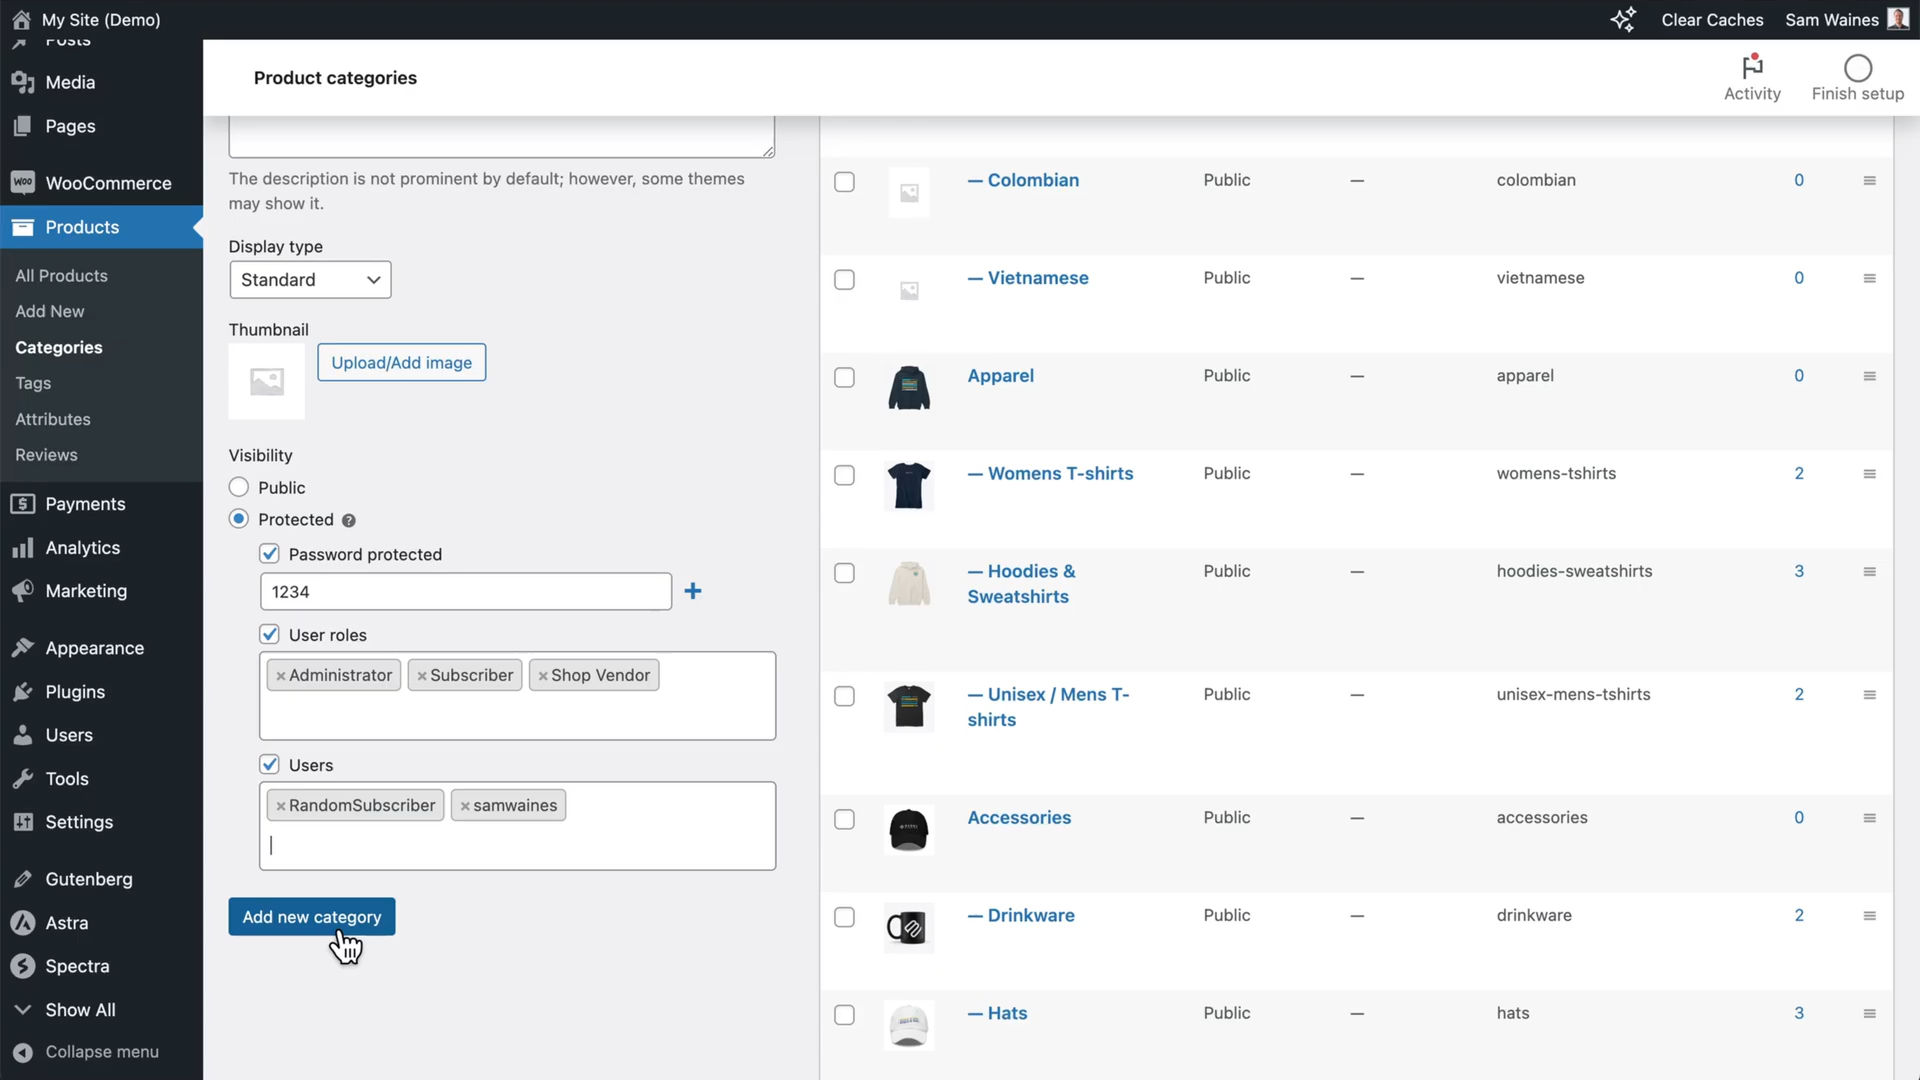 My Site (Demo)
Clear Caches
Sam Waines
Posts
Media
Pages
WOO
WooCommerce
Products
All Products
Add New
Categories
Tags
Attributes
Reviews
Payments
Analytics
Marketing
Appearance
Plugins
Users
Tools
Settings
Gutenberg
Astra
Spectra
Show All
Collapse menu
Product categories
Activity
Finish setup
The description is not prominent by default; however, some themes
may show it.
Display type
Standard
Thumbnail
Upload/Add image
Visibility
Public
Protected ?
Password protected
1234 +
User roles
×Administrator ×Subscriber ×Shop Vendor
Users
×RandomSubscriber ×samwaines
Add new category
— Colombian Public — colombian 0
— Vietnamese Public — vietnamese 0
Apparel Public — apparel 0
— Womens T-shirts Public — womens-tshirts 2
— Hoodies & Public — hoodies-sweatshirts 3
Sweatshirts
— Unisex / Mens T- Public — unisex-mens-tshirts 2
shirts
Accessories Public — accessories 0
— Drinkware Public — drinkware 2
— Hats Public — hats 3